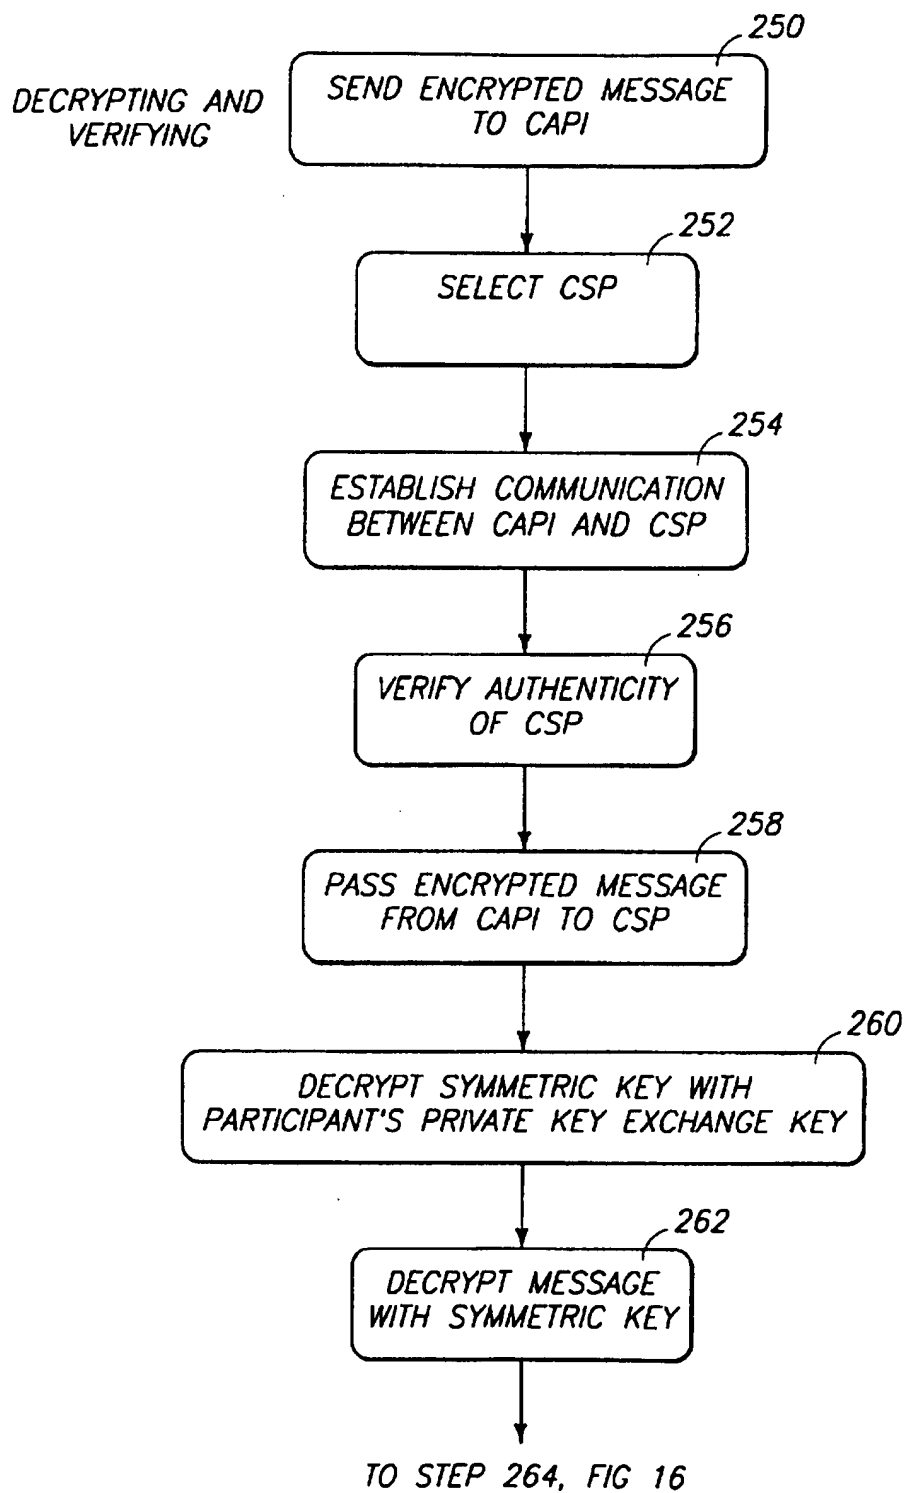 250
DECRYPTING AND
VERIFYING
SEND ENCRYPTED MESSAGE
TO CAPI
252
SELECT CSP
254
ESTABLISH COMMUNICATION
BETWEEN CAPI AND CSP
256
VERIFY AUTHENTICITY
OF CSP
258
PASS ENCRYPTED MESSAGE
FROM CAPI TO CSP
260
DECRYPT SYMMETRIC KEY WITH
PARTICIPANT'S PRIVATE KEY EXCHANGE KEY
262
DECRYPT MESSAGE
WITH SYMMETRIC KEY
TO STEP 264, FIG 16